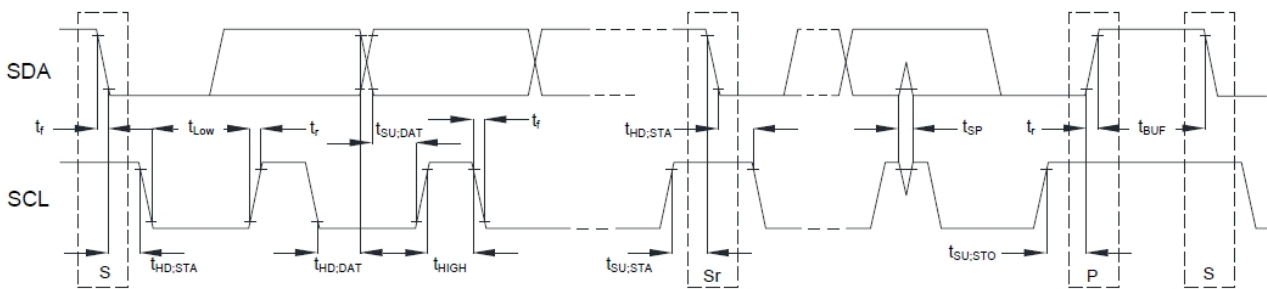 SDA
t_f
t_Low
t_r
t_SU;DAT
t_f
t_HD;STA
t_SP
t_r
t_BUF
SCL
S
t_HD;STA
t_HD;DAT
t_HIGH
t_SU;STA
Sr
t_SU;STO
P
S